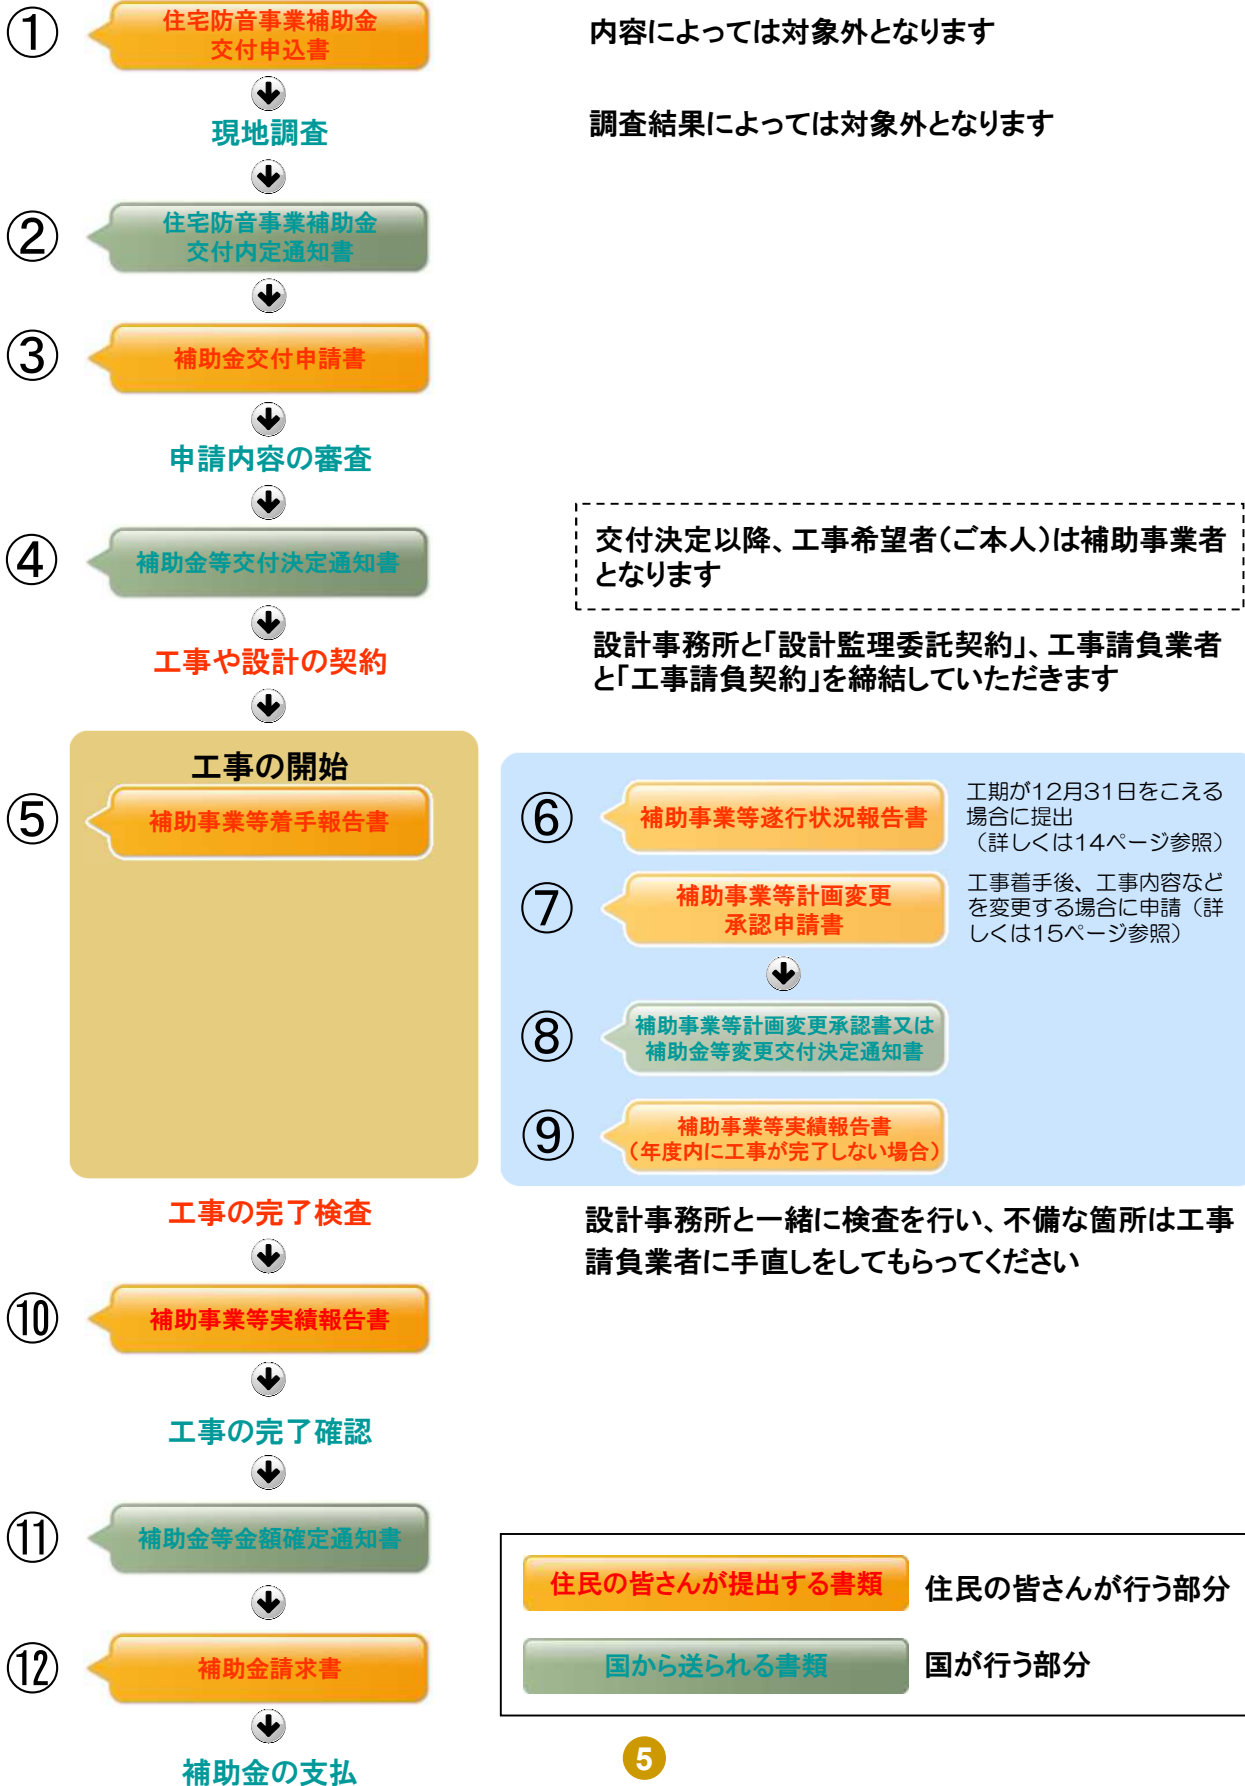 ①
住宅防音事業補助金
交付申込書
内容によっては対象外となります
現地調査
調査結果によっては対象外となります
②
住宅防音事業補助金
交付内定通知書
③
補助金交付申請書
申請内容の審査
④
補助金等交付決定通知書
交付決定以降、工事希望者(ご本人)は補助事業者
となります
工事や設計の契約
設計事務所と「設計監理委託契約」、工事請負業者
と「工事請負契約」を締結していただきます
工事の開始
⑤
補助事業等着手報告書
⑥
補助事業等遂行状況報告書
工期が12月31日をこえる
場合に提出
(詳しくは14ページ参照)
⑦
補助事業等計画変更
承認申請書
工事着手後、工事内容など
を変更する場合に申請(詳
しくは15ページ参照)
⑧
補助事業等計画変更承認書又は
補助金等変更交付決定通知書
⑨
補助事業等実績報告書
(年度内に工事が完了しない場合)
工事の完了検査
設計事務所と一緒に検査を行い、不備な箇所は工事
請負業者に手直しをしてもらってください
⑩
補助事業等実績報告書
工事の完了確認
⑪
補助金等金額確定通知書
⑫
補助金請求書
補助金の支払
住民の皆さんが提出する書類
住民の皆さんが行う部分
国から送られる書類
国が行う部分
5